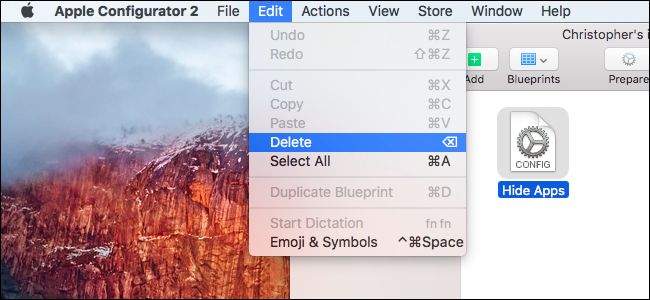 Apple Configurator 2 File Edit Actions View Store Window Help
Christopher's i
Undo ⌘Z
Redo ⇧⌘Z
Cut ⌘X
Copy ⌘C
Paste ⌘V
Delete ⌫
Select All ⌘A
Duplicate Blueprint ⌘D
Start Dictation fn fn
Emoji & Symbols ^⌘Space
Add Blueprints Prepare
CONFIG
Hide Apps